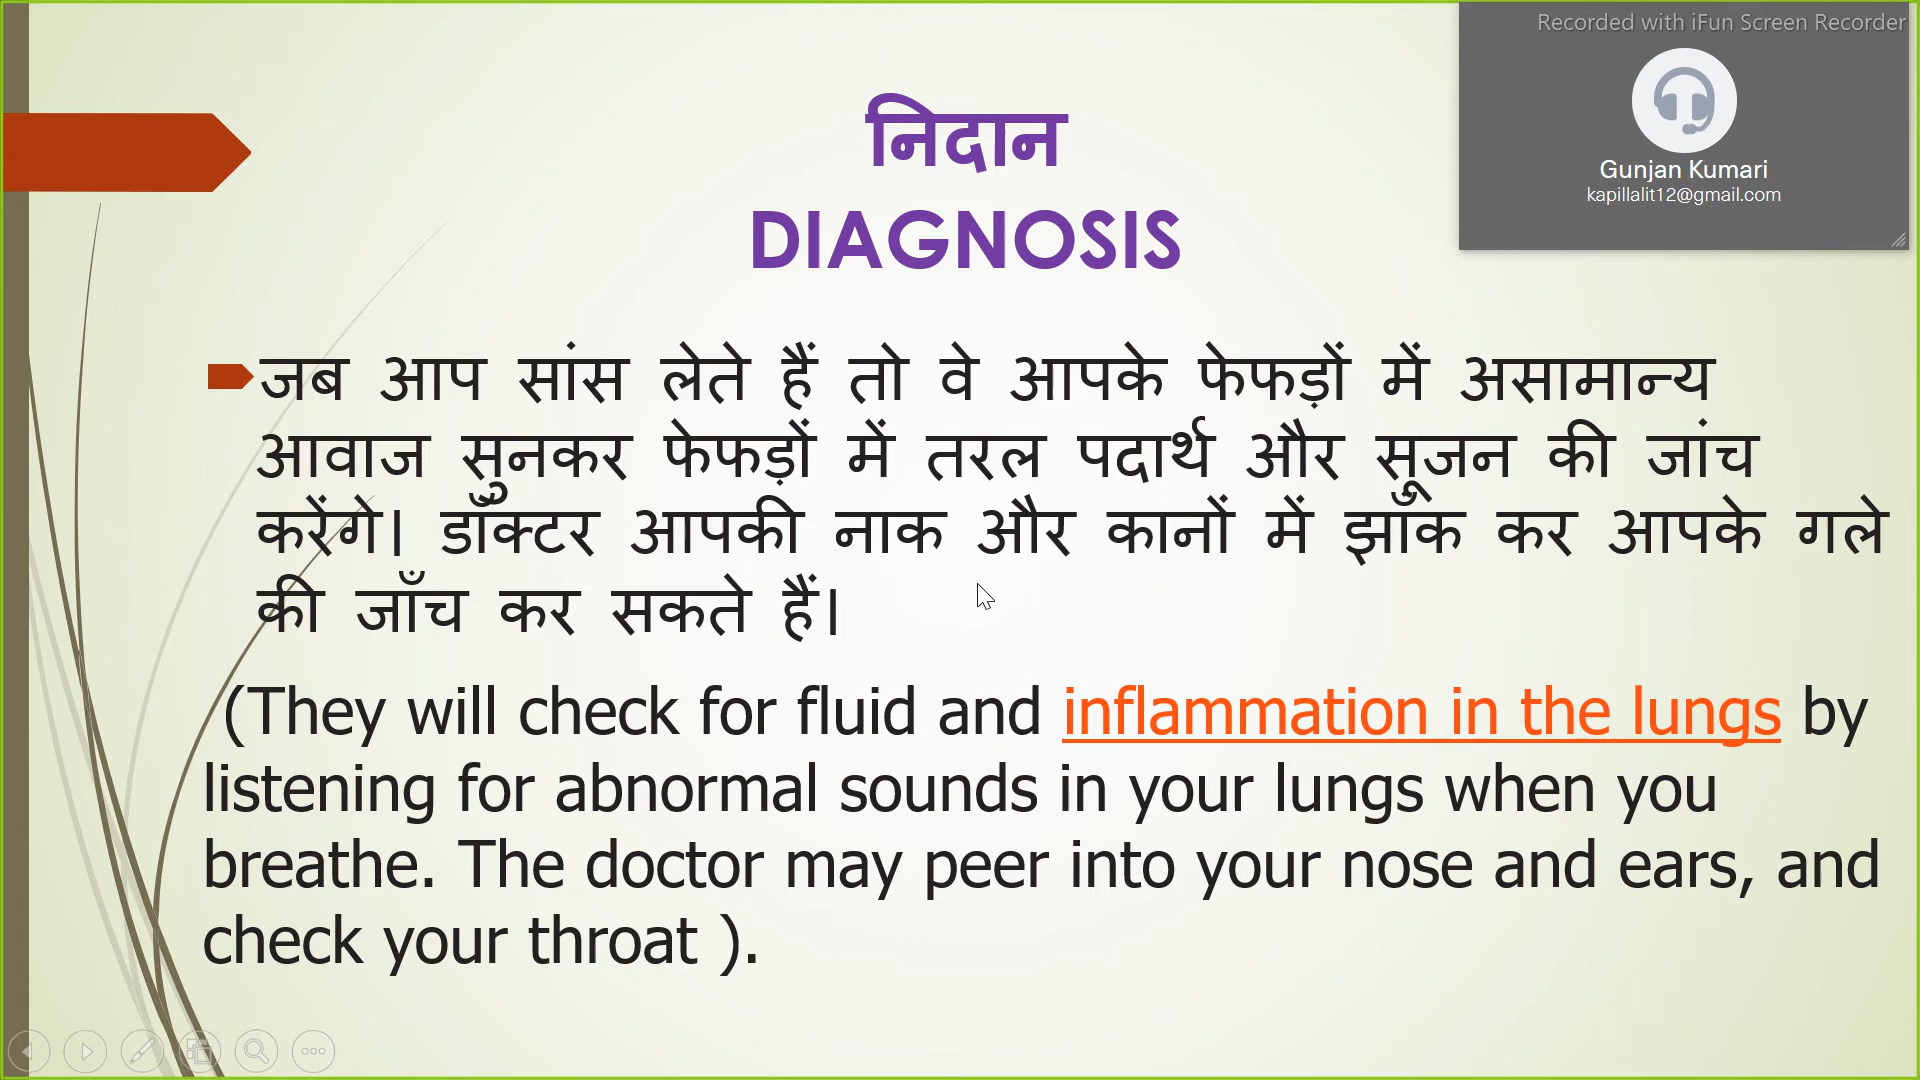 Recorded with iFun Screen Recorder
Gunjan Kumari
kapillalit12@gmail.com
निदान
DIAGNOSIS
जब आप सांस लेते हैं तो वे आपके फेफड़ों में असामान्य
आवाज सुनकर फेफड़ों में तरल पदार्थ और सूजन की जांच
करेंगे। डॉक्टर आपकी नाक और कानों में झाँक कर आपके गले
की जाँच कर सकते हैं।
(They will check for fluid and inflammation in the lungs by
listening for abnormal sounds in your lungs when you
breathe. The doctor may peer into your nose and ears, and
check your throat ).